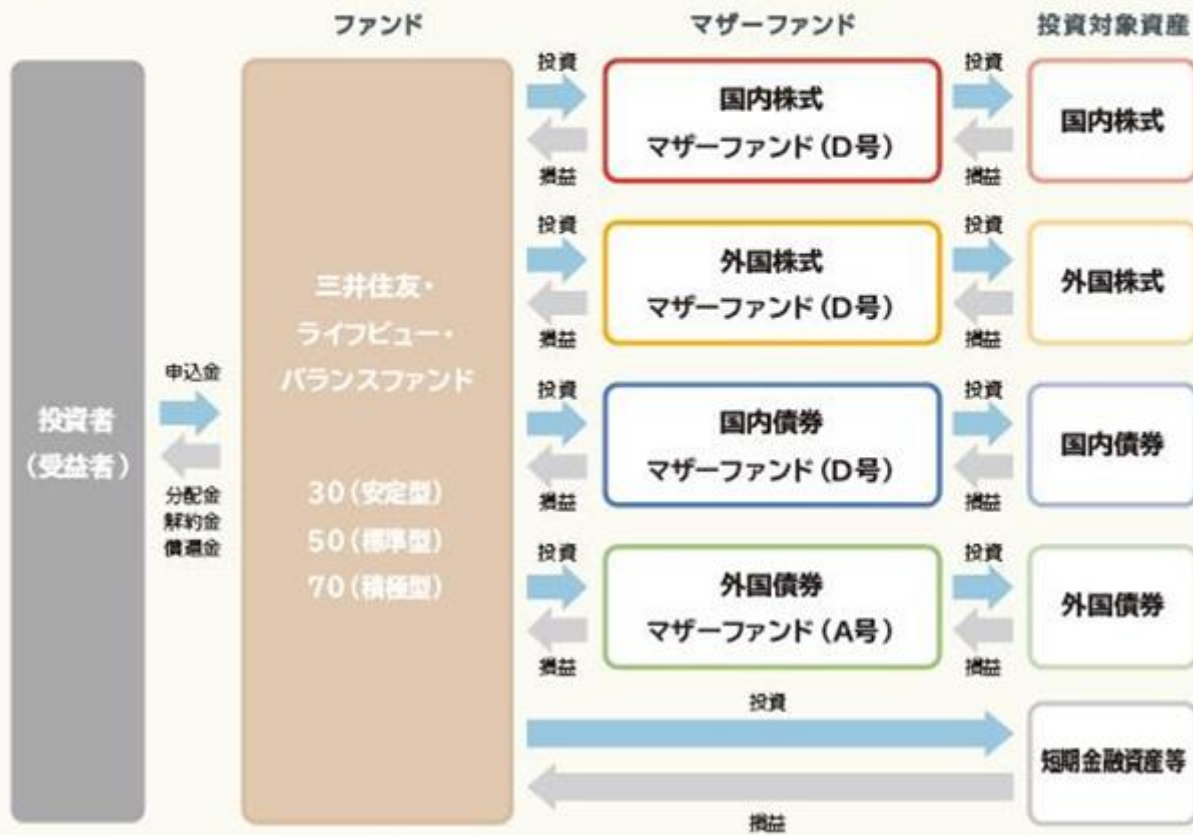 ファンド
マザーファンド
投資対象資産
投資者
（受益者）
申込金
分配金
解約金
償還金
三井住友・
ライフビュー・
バランスファンド
30（安定型）
50（標準型）
70（積極型）
投資
損益
国内株式
マザーファンド（D号）
投資
損益
国内株式
投資
損益
外国株式
マザーファンド（D号）
投資
損益
外国株式
投資
損益
国内債券
マザーファンド（D号）
投資
損益
国内債券
投資
損益
外国債券
マザーファンド（A号）
投資
損益
外国債券
投資
損益
短期金融資産等